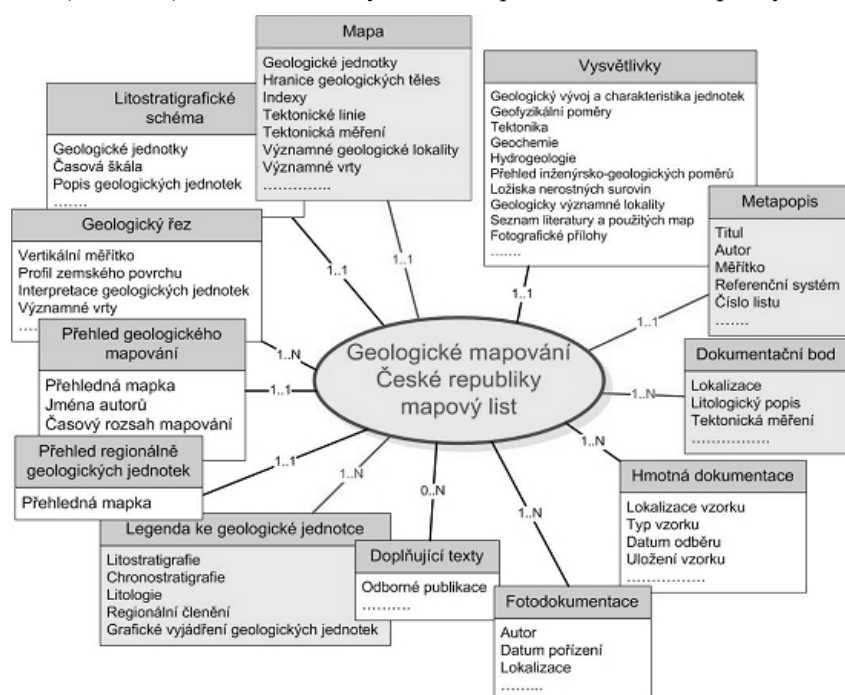 Mapa
Geologické jednotky
Hranice geologických těles
Indexy
Tektonické linie
Tektonická měření
Významné geologické lokality
Významné vrty
..............
Vysvětlivky
Geologický vývoj a charakteristika jednotek
Geofyzikální poměry
Tektonika
Geochemie
Hydrogeologie
Přehled inženýrsko-geologických poměrů
Ložiska nerostných surovin
Geologicky významné lokality
Seznam literatury a použitých map
Fotografické přílohy
.......
Litostratigrafické
schéma
Geologické jednotky
Časová škála
Popis geologických jednotek
.......
Metapopis
Titul
Autor
Měřítko
Referenční systém
Číslo listu
.......
Geologický řez
Vertikální měřítko
Profil zemského povrchu
Interpretace geologických jednotek
Významné vrty
....
1..1
1..1
1..1
1..1
Přehled geologického
mapování
Přehledná mapka
Jména autorů
Časový rozsah mapování
1..N
1..1
Geologické mapování
České republiky
mapový list
Dokumentační bod
Lokalizace
Litologický popis
Tektonická měření
................
1..N
Přehled regionálně
geologických jednotek
Přehledná mapka
1..1
1..N
0..N
1..N
1..N
Hmotná dokumentace
Lokalizace vzorku
Typ vzorku
Datum odběru
Uložení vzorku
................
Legenda ke geologické jednotce
Litostratigrafie
Chronostratigrafie
Litologie
Regionální členění
Grafické vyjádření geologických jednotek
Doplňující texty
Odborné publikace
..........
Fotodokumentace
Autor
Datum pořízení
Lokalizace
.........